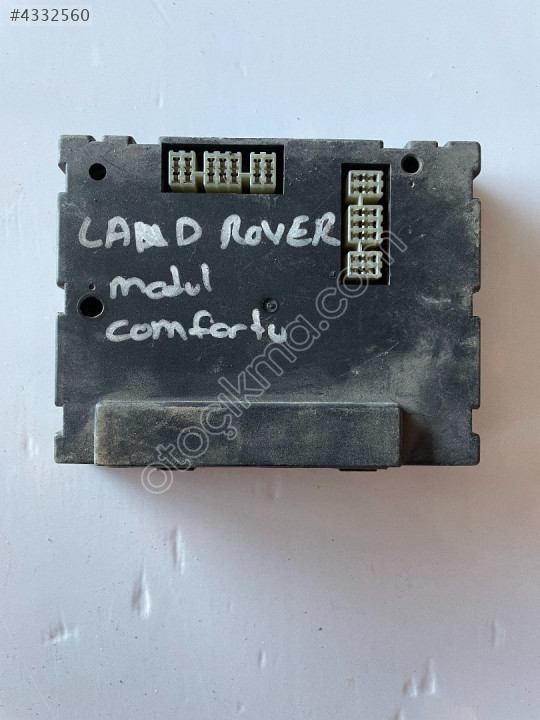 #4332560
LAND ROVER
modul
comfortu
otoçıkma.com